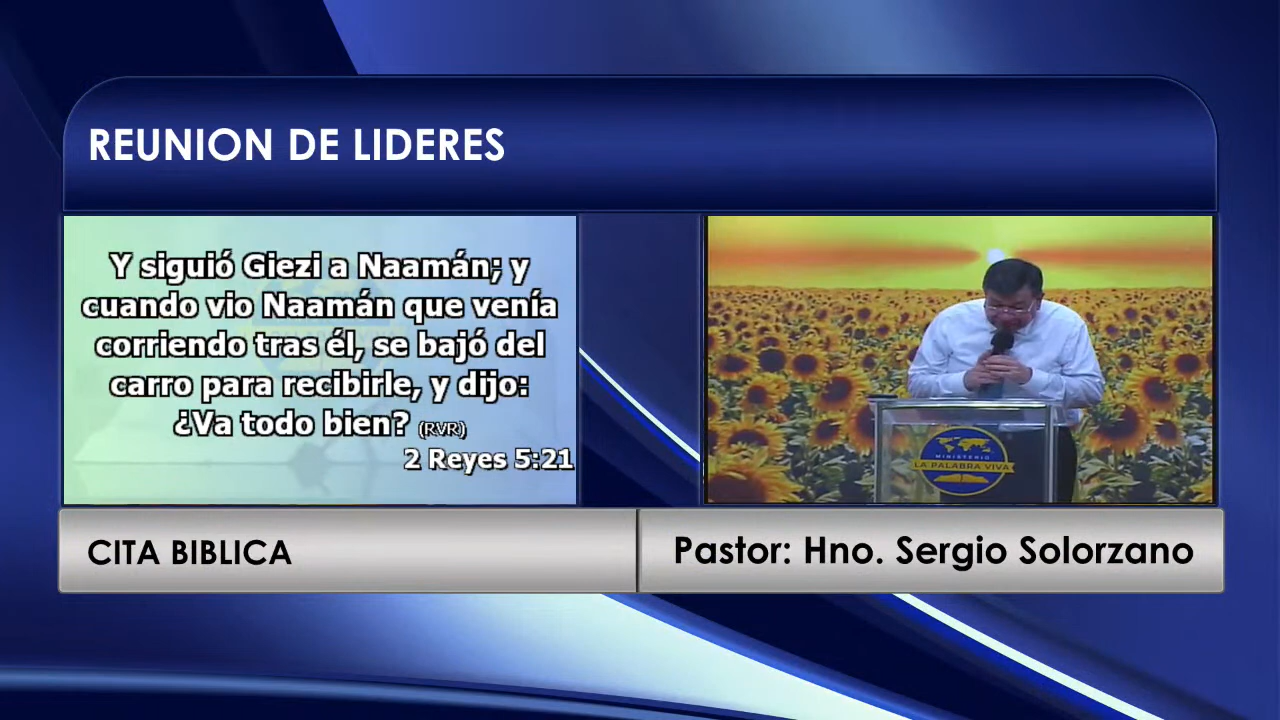 REUNION DE LIDERES
Y siguió Giezi a Naamán; y
cuando vio Naamán que venía
corriendo tras él, se bajó del
carro para recibirle, y dijo:
¿Va todo bien? (RVR)
2 Reyes 5:21
MINISTERIO
LA PALABRA VIVA
CITA BIBLICA
Pastor: Hno. Sergio Solorzano